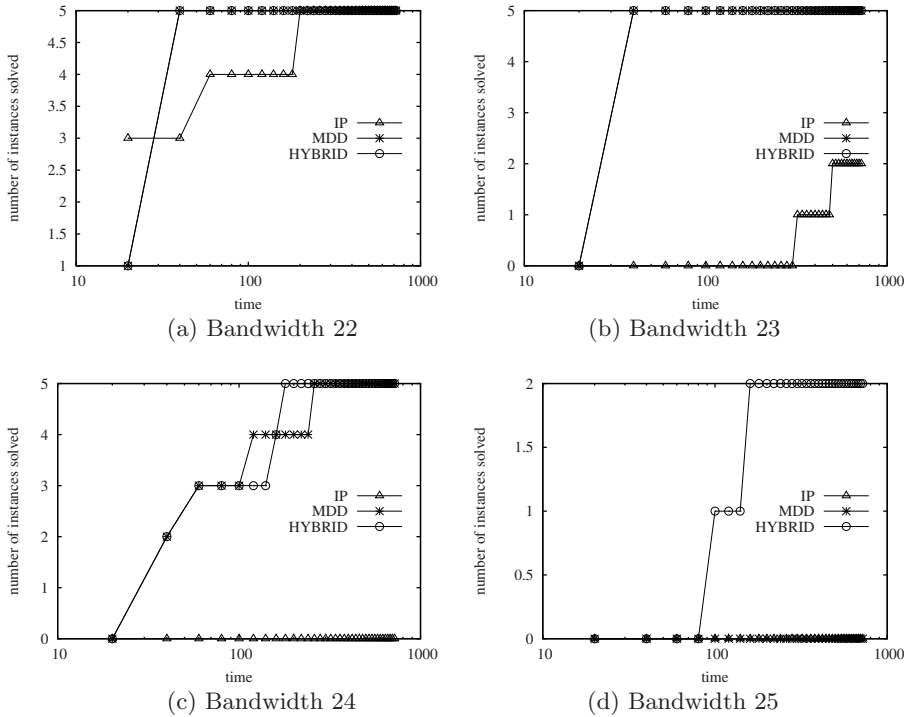 number of instances solved
5
4.5
4
3.5
3
2.5
2
1.5
1
10
100
1000
IP
MDD
HYBRID
time
(a) Bandwidth 22
number of instances solved
5
4
3
2
1
0
10
100
1000
IP
MDD
HYBRID
time
(b) Bandwidth 23
number of instances solved
5
4
3
2
1
0
10
100
1000
IP
MDD
HYBRID
time
(c) Bandwidth 24
number of instances solved
2
1.5
1
0.5
0
10
100
1000
IP
MDD
HYBRID
time
(d) Bandwidth 25